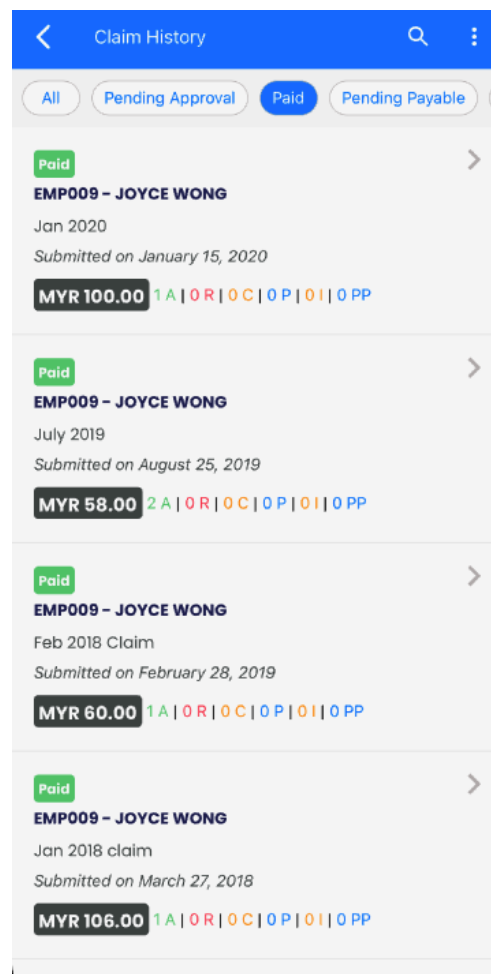 Claim History
All Pending Approval Paid Pending Payable
Paid
EMP009 - JOYCE WONG
Jan 2020
Submitted on January 15, 2020
MYR 100.00 1 A | 0 R | 0 C | 0 P | 0 I | 0 PP
Paid
EMP009 - JOYCE WONG
July 2019
Submitted on August 25, 2019
MYR 58.00 2 A | 0 R | 0 C | 0 P | 0 I | 0 PP
Paid
EMP009 - JOYCE WONG
Feb 2018 Claim
Submitted on February 28, 2019
MYR 60.00 1 A | 0 R | 0 C | 0 P | 0 I | 0 PP
Paid
EMP009 - JOYCE WONG
Jan 2018 claim
Submitted on March 27, 2018
MYR 106.00 1 A | 0 R | 0 C | 0 P | 0 I | 0 PP